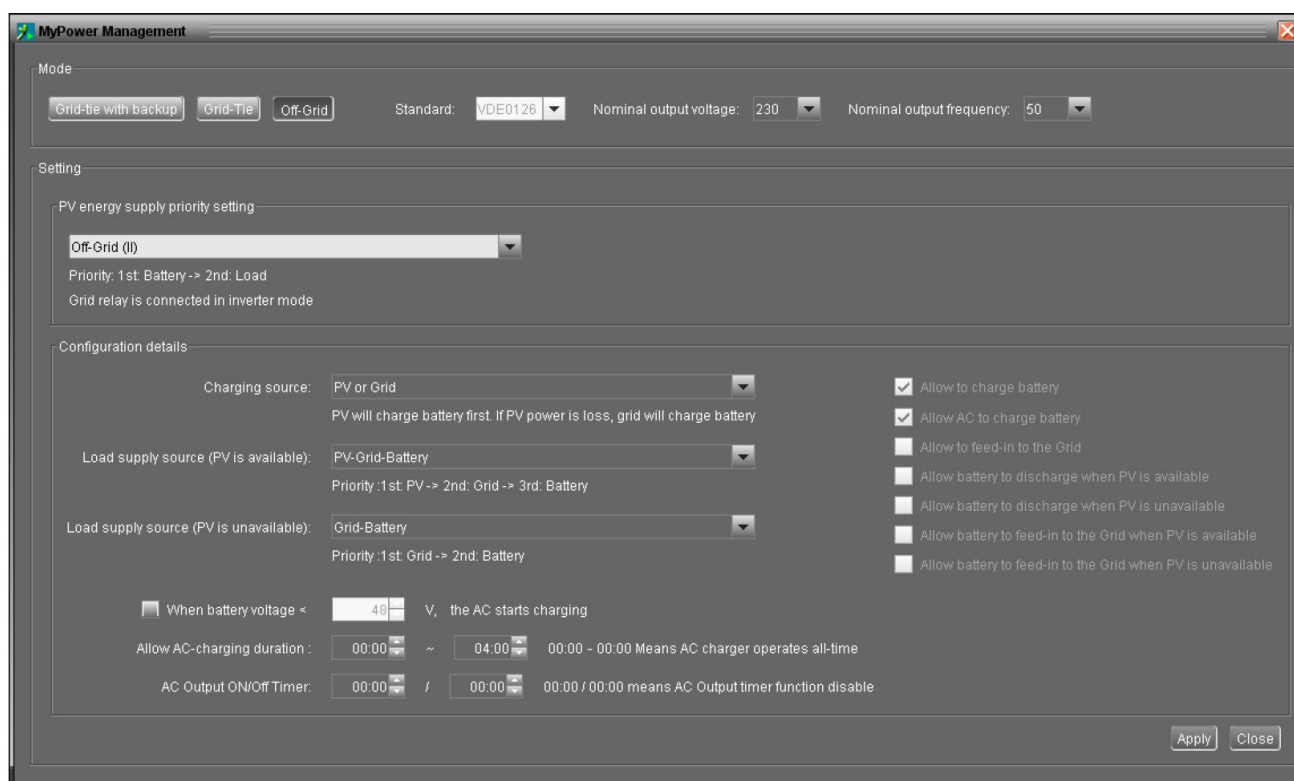 MyPower Management
Mode
Grid-tie with backup Grid-Tie Off-Grid Standard: VDE0126 Nominal output voltage: 230 Nominal output frequency: 50
Setting
PV energy supply priority setting
Off-Grid (II)
Priority: 1st: Battery -> 2nd: Load
Grid relay is connected in inverter mode
Configuration details
Charging source: PV or Grid
PV will charge battery first. If PV power is loss, grid will charge battery
Load supply source (PV is available): PV-Grid-Battery
Priority :1st: PV -> 2nd: Grid -> 3rd: Battery
Load supply source (PV is unavailable): Grid-Battery
Priority :1st: Grid -> 2nd: Battery
Allow to charge battery
Allow AC to charge battery
Allow to feed-in to the Grid
Allow battery to discharge when PV is available
Allow battery to discharge when PV is unavailable
Allow battery to feed-in to the Grid when PV is available
Allow battery to feed-in to the Grid when PV is unavailable
When battery voltage < 48 V, the AC starts charging
Allow AC-charging duration : 00:00 ~ 04:00 00:00 - 00:00 Means AC charger operates all-time
AC Output ON/Off Timer: 00:00 / 00:00 00:00 / 00:00 means AC Output timer function disable
Apply Close